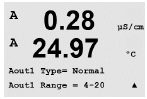 A 0.28 µS/cm
A 24.97 °C
Aout1 Type= Normal
Aout1 Range = 4-20 ▲